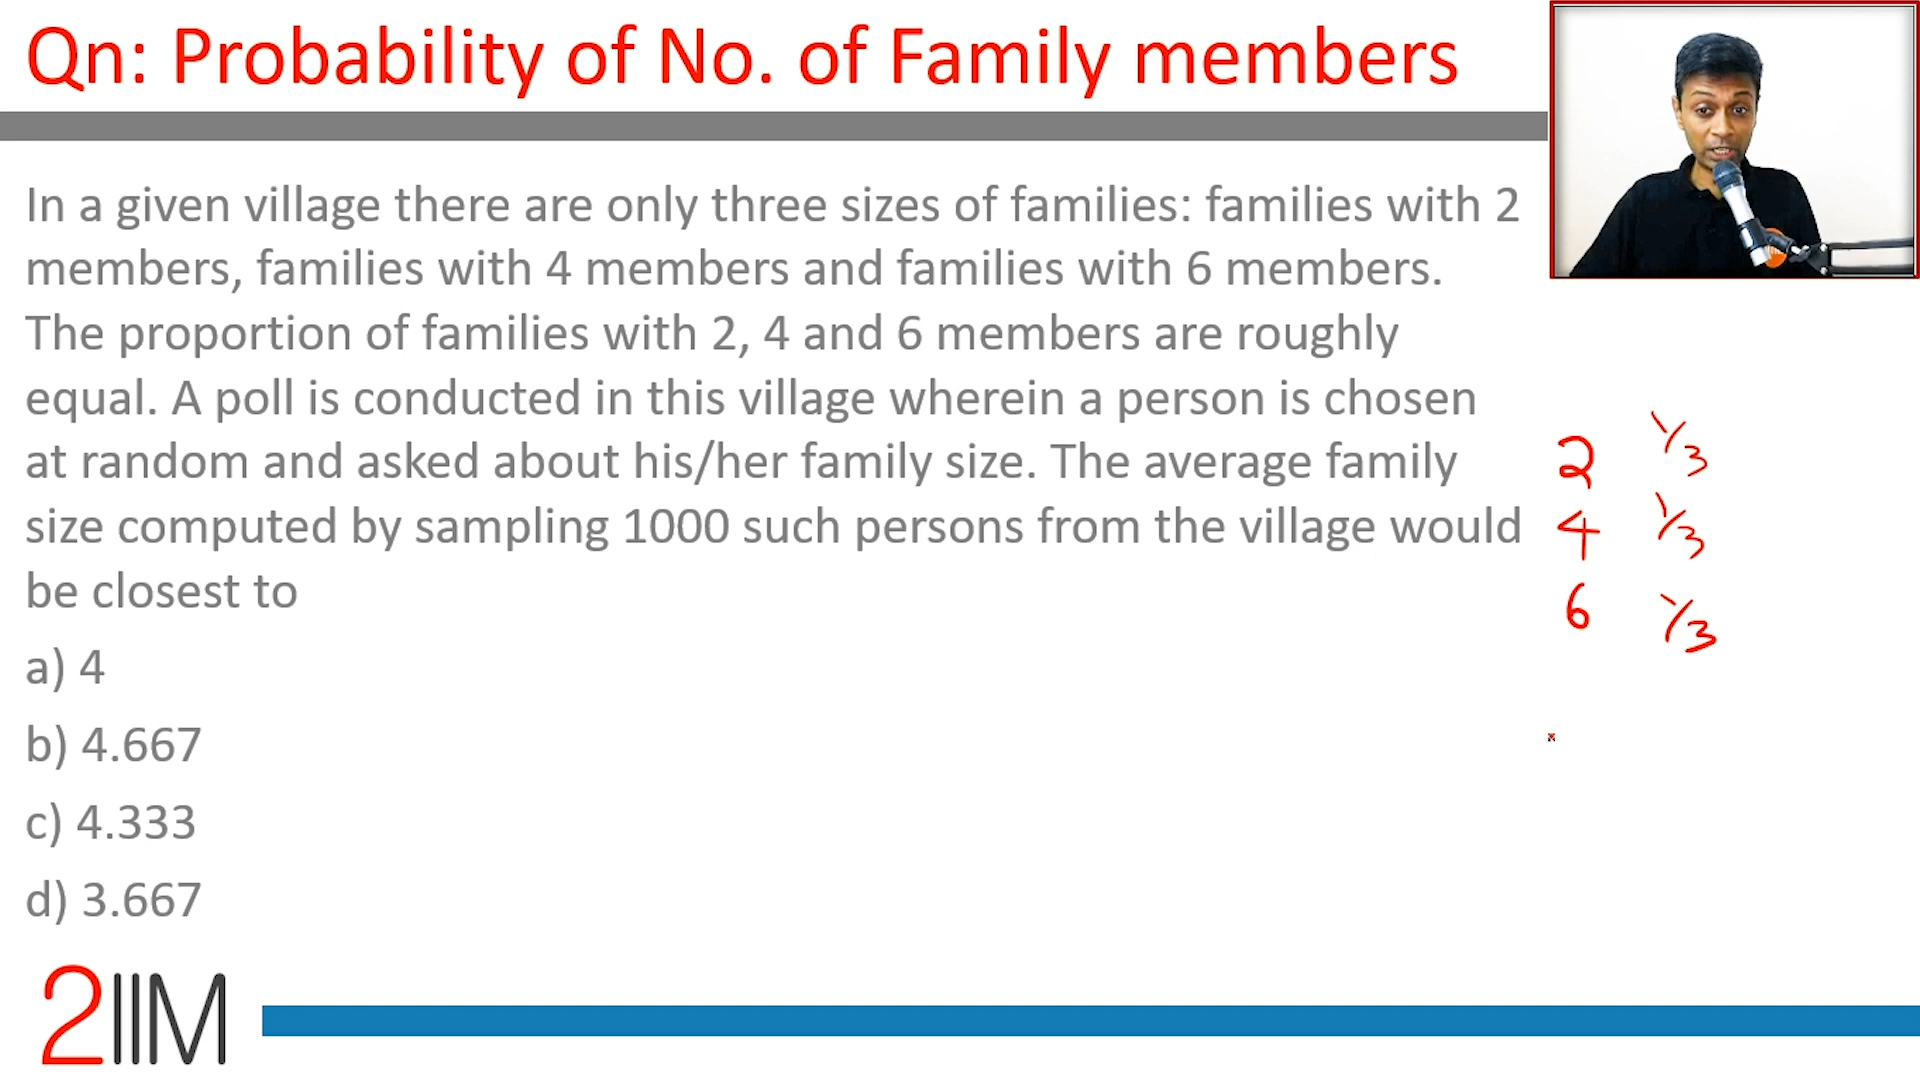 Qn: Probability of No. of Family members
In a given village there are only three sizes of families: families with 2
members, families with 4 members and families with 6 members.
The proportion of families with 2, 4 and 6 members are roughly
equal. A poll is conducted in this village wherein a person is chosen
at random and asked about his/her family size. The average family
size computed by sampling 1000 such persons from the village would
be closest to
a) 4
b) 4.667
c) 4.333
d) 3.667
2 1/3
4 1/3
6 1/3
2IIM